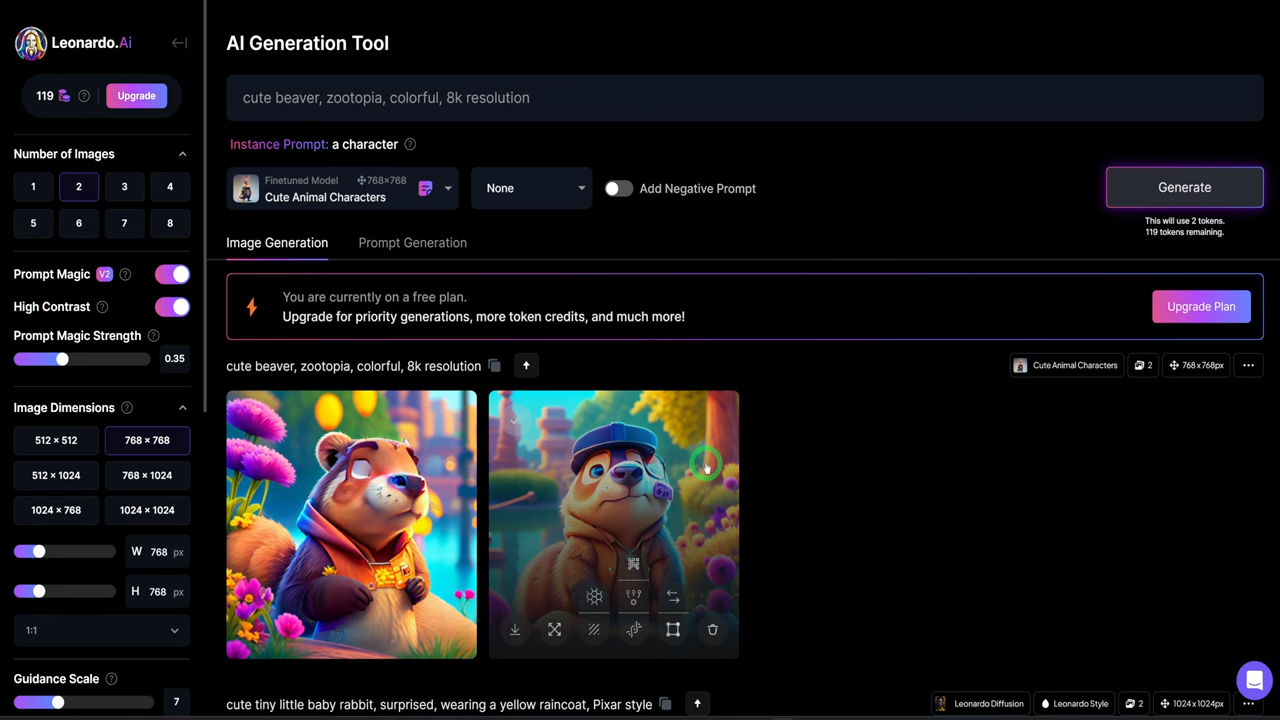 Leonardo.Ai
119
Upgrade
Number of Images
1
2
3
4
5
6
7
8
Prompt Magic V2
High Contrast
Prompt Magic Strength
0.35
Image Dimensions
512 × 512
768 × 768
512 × 1024
768 × 1024
1024 × 768
1024 × 1024
W 768 px
H 768 px
1:1
Guidance Scale
7
AI Generation Tool
cute beaver, zootopia, colorful, 8k resolution
Instance Prompt: a character
Finetuned Model 768×768
Cute Animal Characters
None
Add Negative Prompt
Generate
This will use 2 tokens.
119 tokens remaining.
Image Generation
Prompt Generation
You are currently on a free plan.
Upgrade for priority generations, more token credits, and much more!
Upgrade Plan
cute beaver, zootopia, colorful, 8k resolution
Cute Animal Characters
2
768 x 768px
cute tiny little baby rabbit, surprised, wearing a yellow raincoat, Pixar style
Leonardo Diffusion
Leonardo Style
2
1024 x 1024px